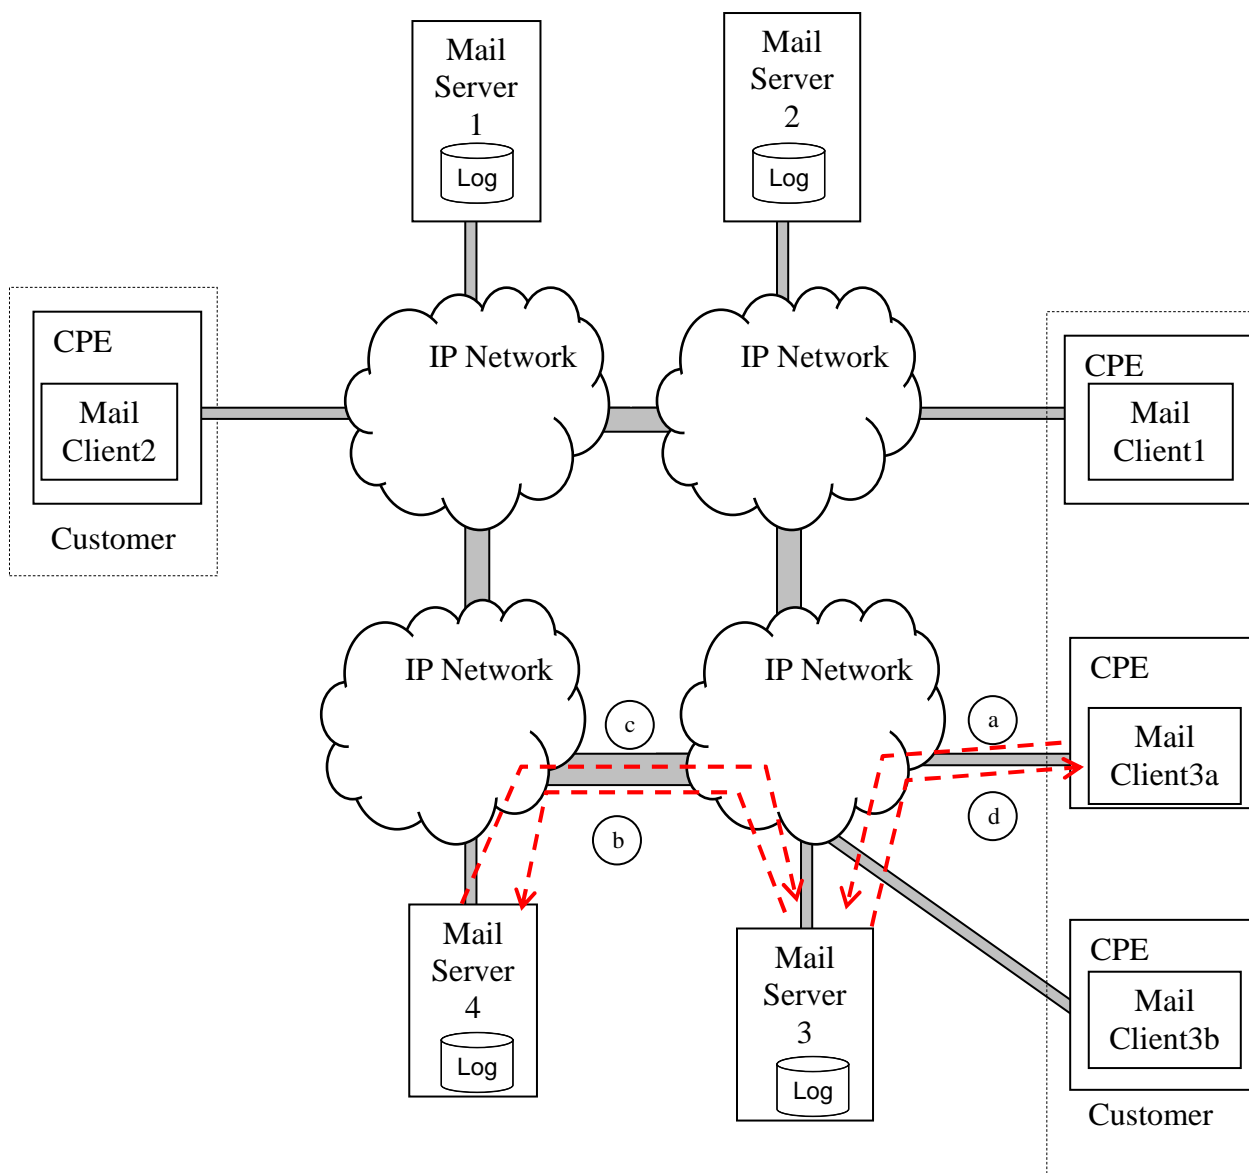 Mail
Server
1
Log
Mail
Server
2
Log
CPE
Mail
Client2
Customer
IP Network
IP Network
CPE
Mail
Client1
IP Network
IP Network
c
b
a
d
CPE
Mail
Client3a
Mail
Server
4
Log
Mail
Server
3
Log
CPE
Mail
Client3b
Customer